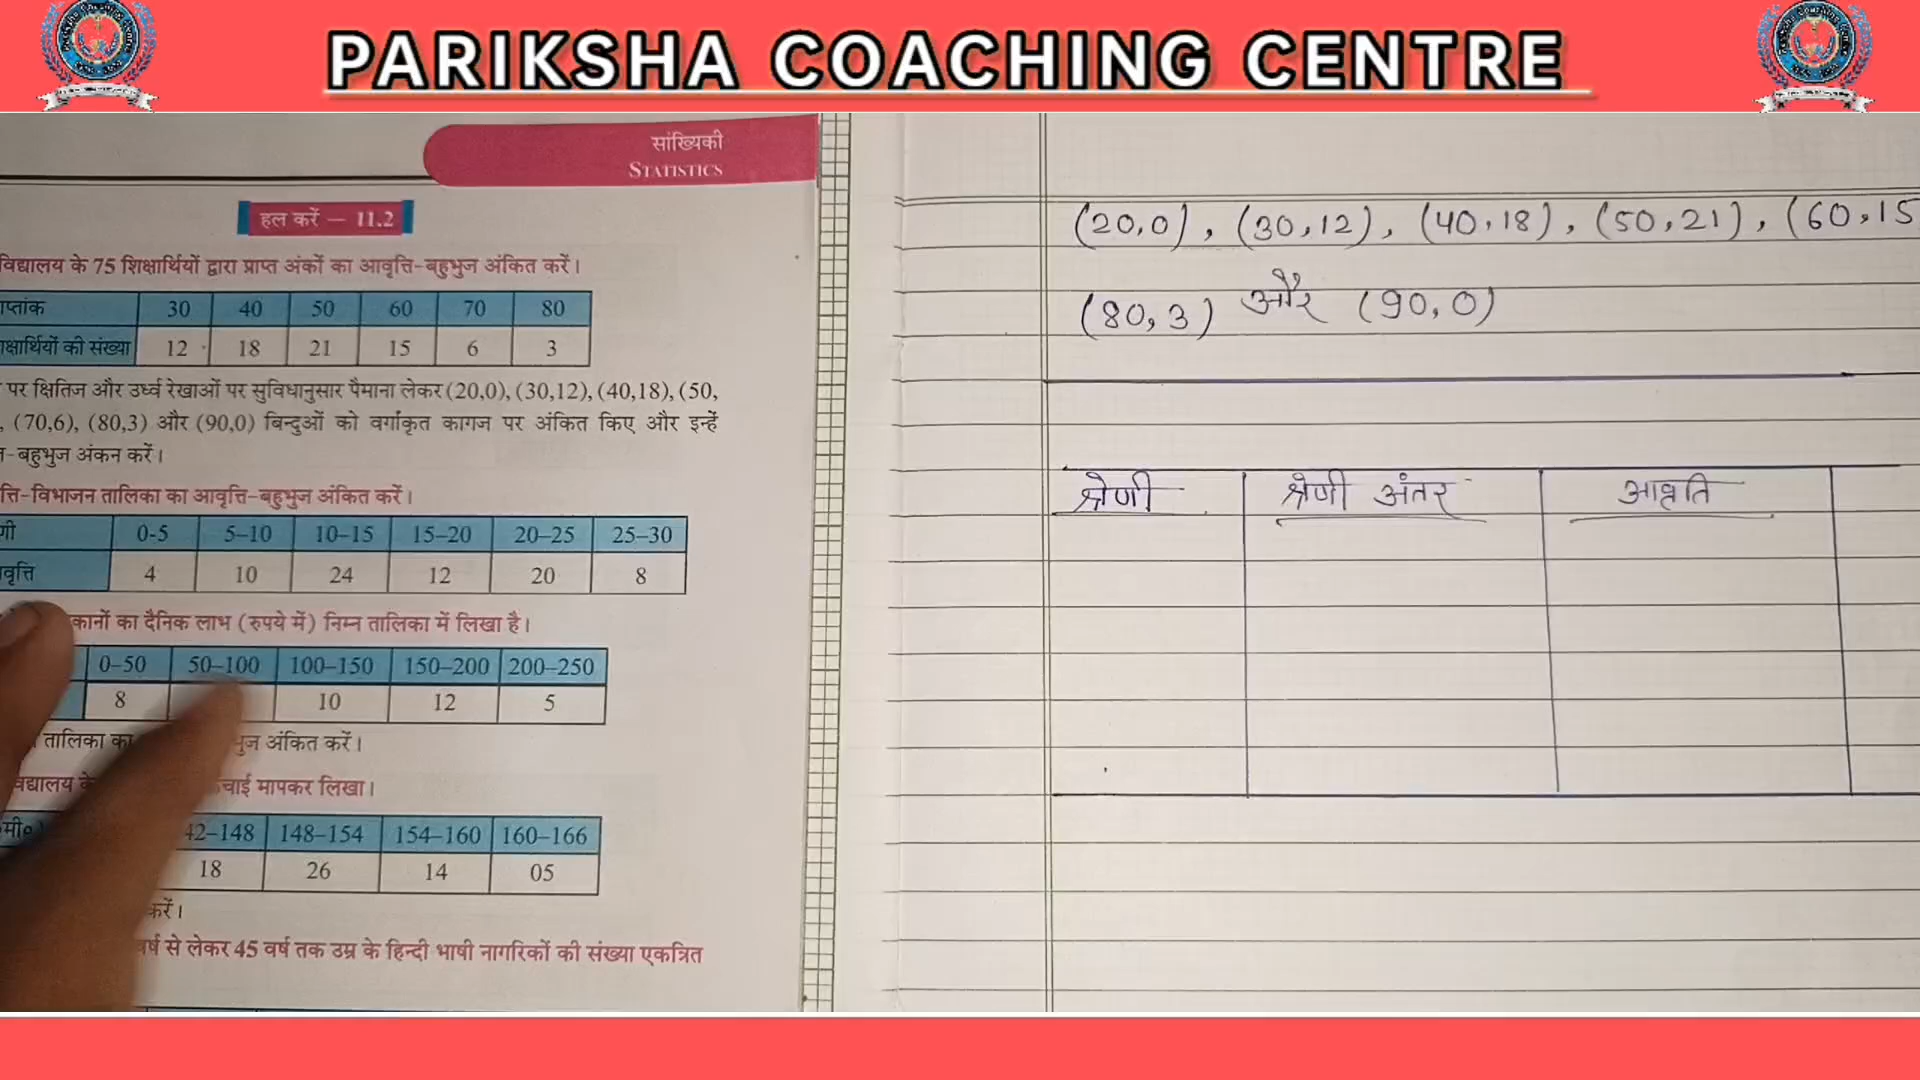 PARIKSHA COACHING CENTRE
सांख्यिकी
STATISTICS
हल करें – 11.2
विद्यालय के 75 शिक्षार्थियों द्वारा प्राप्त अंकों का आवृत्ति-बहुभुज अंकित करें।
प्तांक 30 40 50 60 70 80
क्षार्थियों की संख्या 12 18 21 15 6 3
पर क्षितिज और उर्ध्व रेखाओं पर सुविधानुसार पैमाना लेकर (20,0), (30,12), (40,18), (50,
, (70,6), (80,3) और (90,0) बिन्दुओं को वर्गांकृत कागज पर अंकित किए और इन्हें
-बहुभुज अंकन करें।
त्ति-विभाजन तालिका का आवृत्ति-बहुभुज अंकित करें।
णी 0-5 5–10 10–15 15–20 20–25 25–30
वृत्ति 4 10 24 12 20 8
कानों का दैनिक लाभ (रुपये में) निम्न तालिका में लिखा है।
0–50 50–100 100–150 150–200 200–250
8 10 12 5
तालिका का भुज अंकित करें।
विद्यालय के चाई मापकर लिखा।
मी० 42–148 148–154 154–160 160–166
18 26 14 05
करें।
वर्ष से लेकर 45 वर्ष तक उम्र के हिन्दी भाषी नागरिकों की संख्या एकत्रित
(20,0), (30,12), (40,18), (50,21), (60,15
(80,3) और (90,0)
श्रेणी श्रेणी अंतर आवृति